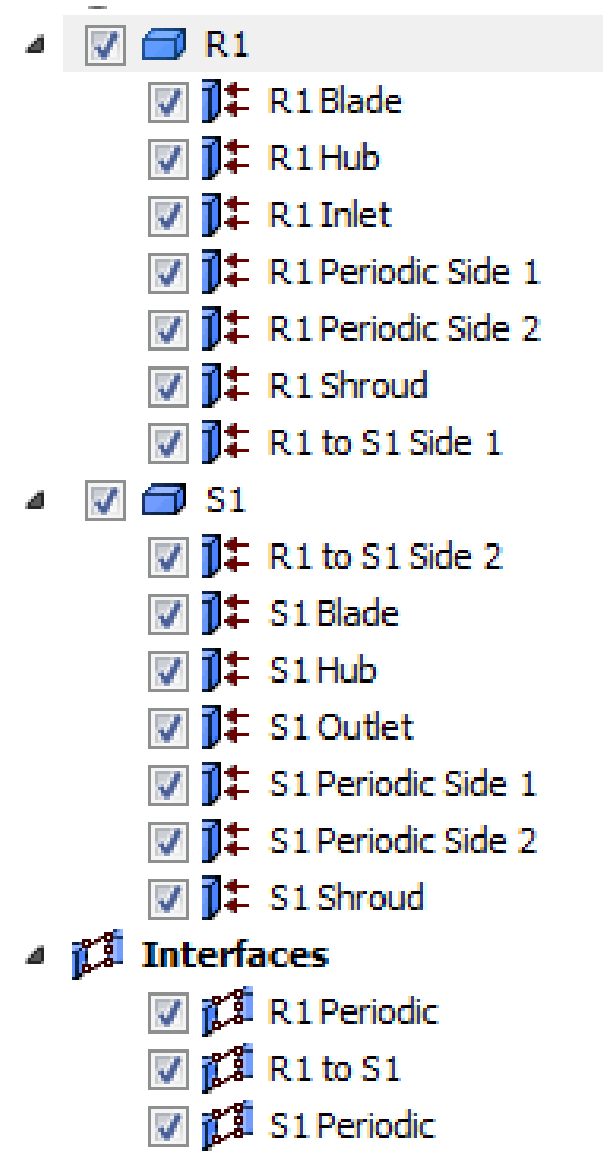 R1
R1 Blade
R1 Hub
R1 Inlet
R1 Periodic Side 1
R1 Periodic Side 2
R1 Shroud
R1 to S1 Side 1
S1
R1 to S1 Side 2
S1 Blade
S1 Hub
S1 Outlet
S1 Periodic Side 1
S1 Periodic Side 2
S1 Shroud
Interfaces
R1 Periodic
R1 to S1
S1 Periodic